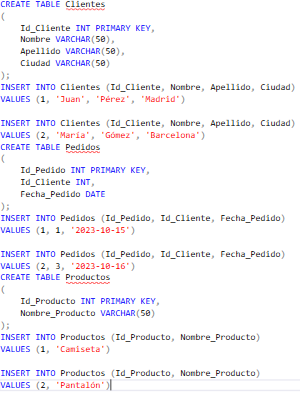 CREATE TABLE Clientes
(
Id_Cliente INT PRIMARY KEY,
Nombre VARCHAR(50),
Apellido VARCHAR(50),
Ciudad VARCHAR(50)
);
INSERT INTO Clientes (Id_Cliente, Nombre, Apellido, Ciudad)
VALUES (1, 'Juan', 'Pérez', 'Madrid')
INSERT INTO Clientes (Id_Cliente, Nombre, Apellido, Ciudad)
VALUES (2, 'María', 'Gómez', 'Barcelona')
CREATE TABLE Pedidos
(
Id_Pedido INT PRIMARY KEY,
Id_Cliente INT,
Fecha_Pedido DATE
);
INSERT INTO Pedidos (Id_Pedido, Id_Cliente, Fecha_Pedido)
VALUES (1, 1, '2023-10-15')
INSERT INTO Pedidos (Id_Pedido, Id_Cliente, Fecha_Pedido)
VALUES (2, 3, '2023-10-16')
CREATE TABLE Productos
(
Id_Producto INT PRIMARY KEY,
Nombre_Producto VARCHAR(50)
);
INSERT INTO Productos (Id_Producto, Nombre_Producto)
VALUES (1, 'Camiseta')
INSERT INTO Productos (Id_Producto, Nombre_Producto)
VALUES (2, 'Pantalón')